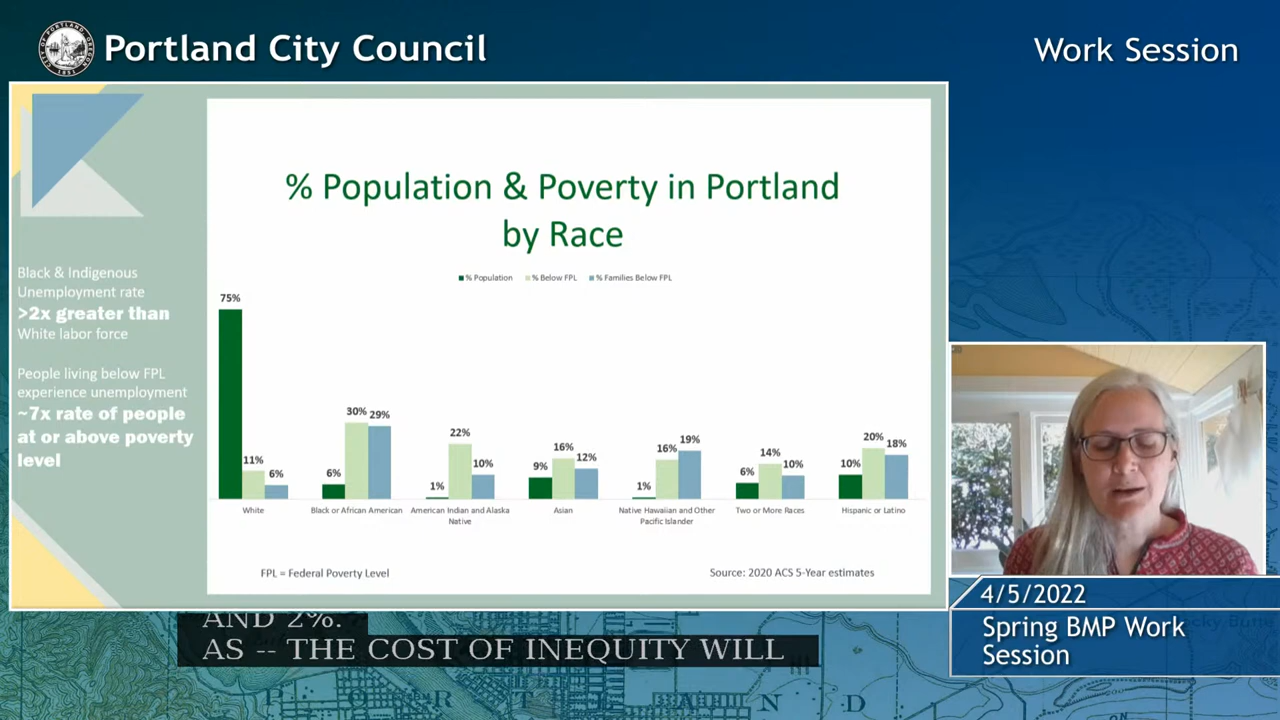 Portland City Council
Work Session
% Population & Poverty in Portland
by Race
% Population
% Below FPL
% Families Below FPL
Black & Indigenous
Unemployment rate
>2x greater than
White labor force
People living below FPL
experience unemployment
~7x rate of people
at or above poverty
level
75%
11%
6%
6%
30%
29%
1%
22%
10%
9%
16%
12%
1%
16%
19%
6%
14%
10%
10%
20%
18%
White
Black or African American
American Indian and Alaska
Native
Asian
Native Hawaiian and Other
Pacific Islander
Two or More Races
Hispanic or Latino
FPL = Federal Poverty Level
Source: 2020 ACS 5-Year estimates
4/5/2022
Spring BMP Work
Session
AND 2%.
AS -- THE COST OF INEQUITY WILL
P O R T L A N D